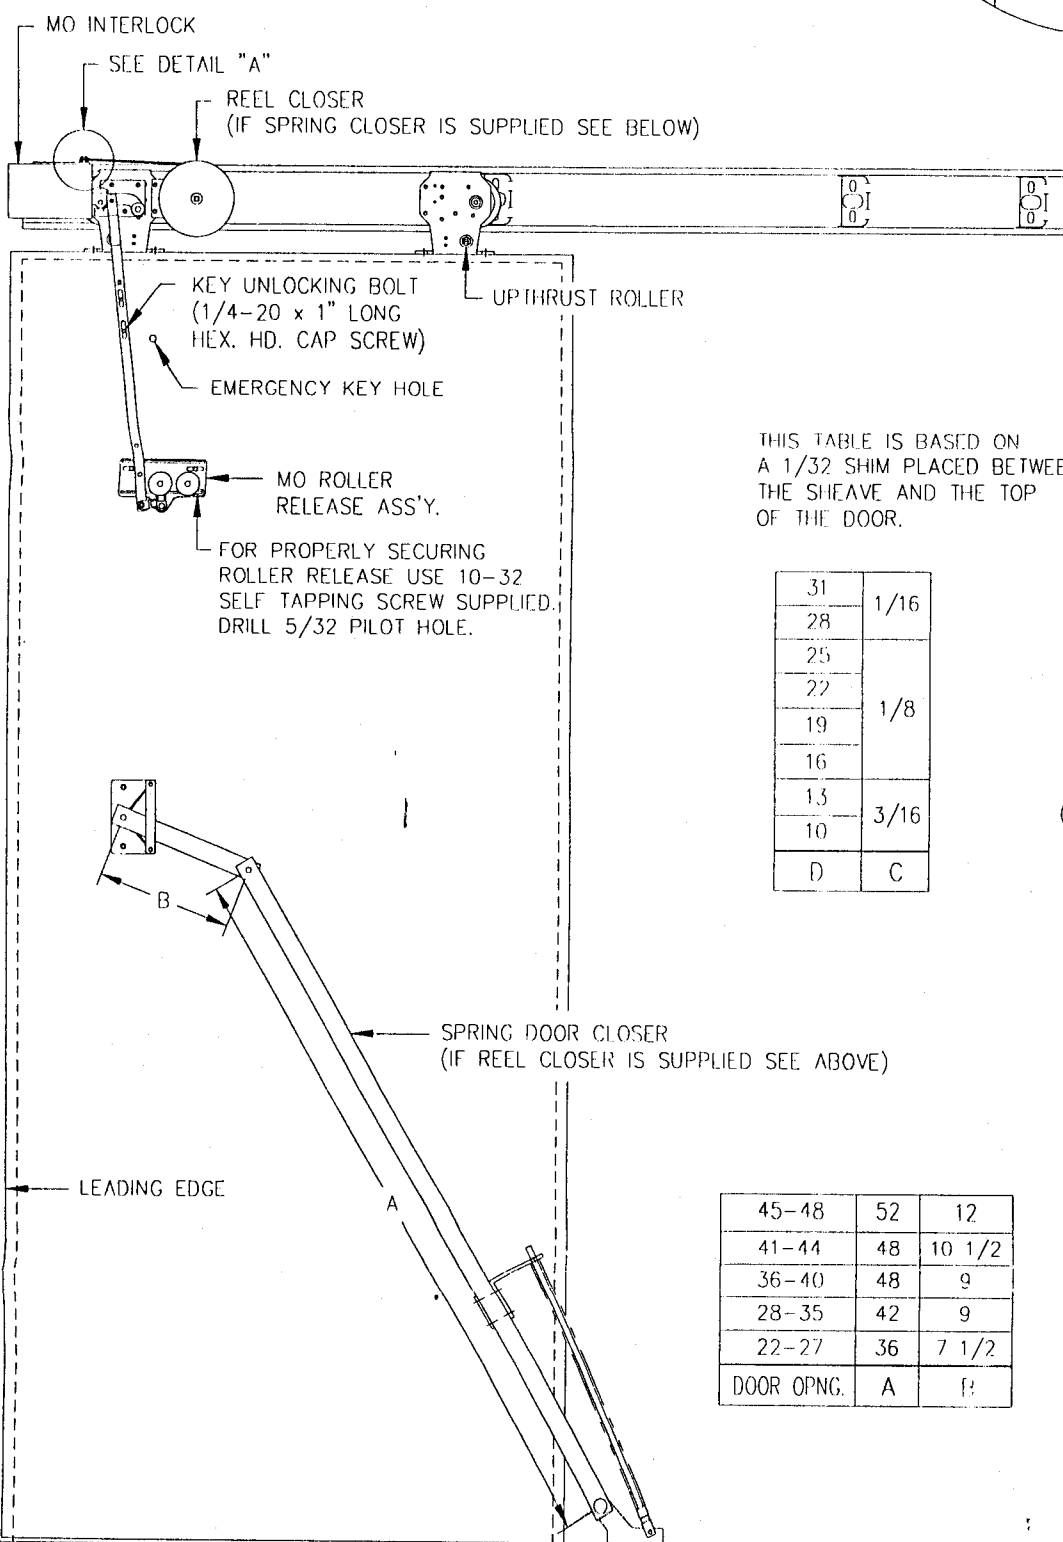 MO INTERLOCK
SEE DETAIL "A"
REEL CLOSER
(IF SPRING CLOSER IS SUPPLIED SEE BELOW)
KEY UNLOCKING BOLT
(1/4-20 x 1" LONG
HEX. HD. CAP SCREW)
UPTHRUST ROLLER
EMERGENCY KEY HOLE
MO ROLLER
RELEASE ASS'Y.
FOR PROPERLY SECURING
ROLLER RELEASE USE 10-32
SELF TAPPING SCREW SUPPLIED.
DRILL 5/32 PILOT HOLE.
THIS TABLE IS BASED ON
A 1/32 SHIM PLACED BETWEE
THE SHEAVE AND THE TOP
OF THE DOOR.
31 1/16
28
25
22 1/8
19
16
13 3/16
10
D C
B
SPRING DOOR CLOSER
(IF REEL CLOSER IS SUPPLIED SEE ABOVE)
LEADING EDGE
A
45-48 52 12
41-44 48 10 1/2
36-40 48 9
28-35 42 9
22-27 36 7 1/2
DOOR OPNG. A B